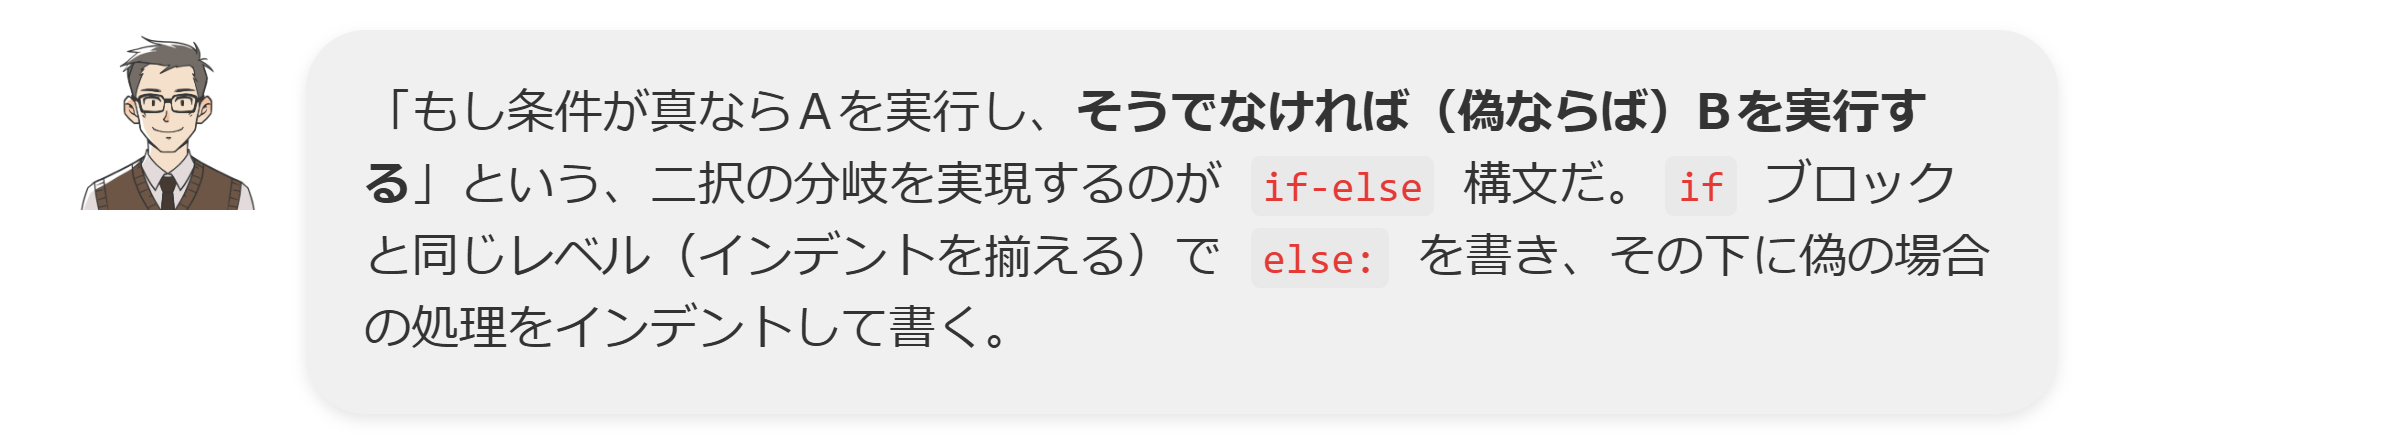 「もし条件が真ならＡを実行し、そうでなければ（偽ならば）Ｂを実行す
る」という、二択の分岐を実現するのが if-else 構文だ。 if ブロック
と同じレベル（インデントを揃える）で else: を書き、その下に偽の場合
の処理をインデントして書く。